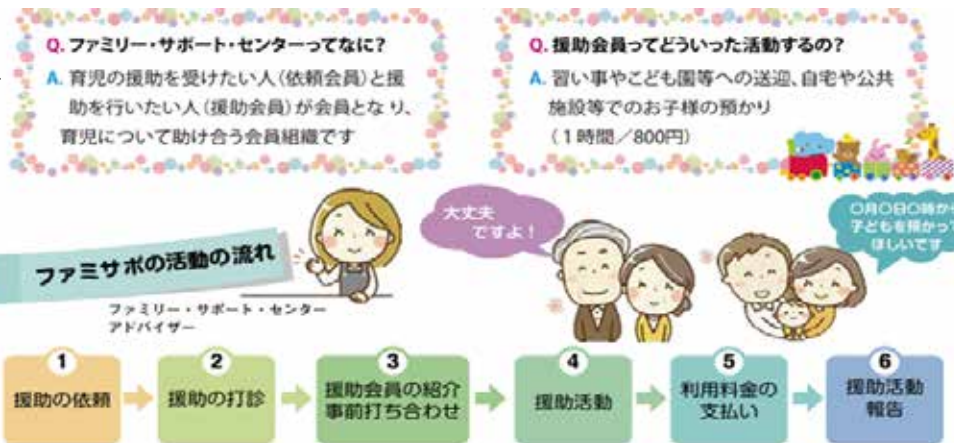 Q. ファミリー・サポート・センターってなに?
A. 育児の援助を受けたい人(依頼会員)と援
助を行いたい人(援助会員)が会員となり、
育児について助け合う会員組織です
Q. 援助会員ってどういった活動するの?
A. 習い事やこども園等への送迎、自宅や公共
施設等でのお子様の預かり
(1時間/800円)
ファミサポの活動の流れ
ファミリー・サポート・センター
アドバイザー
大丈夫
ですよ!
〇月〇日〇時から
子どもを預かって
ほしいです
1
援助の依頼
2
援助の打診
3
援助会員の紹介
事前打ち合わせ
4
援助活動
5
利用料金の
支払い
6
援助活動
報告